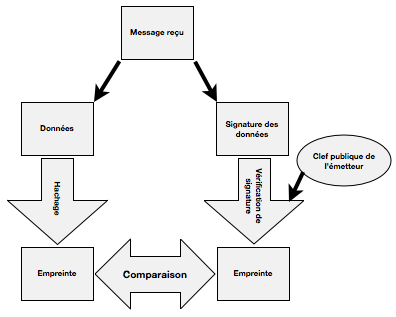 Message reçu
Données
Signature des
données
Clef publique de
l'émetteur
Hachage
Vérification de
signature
Empreinte
Comparaison
Empreinte